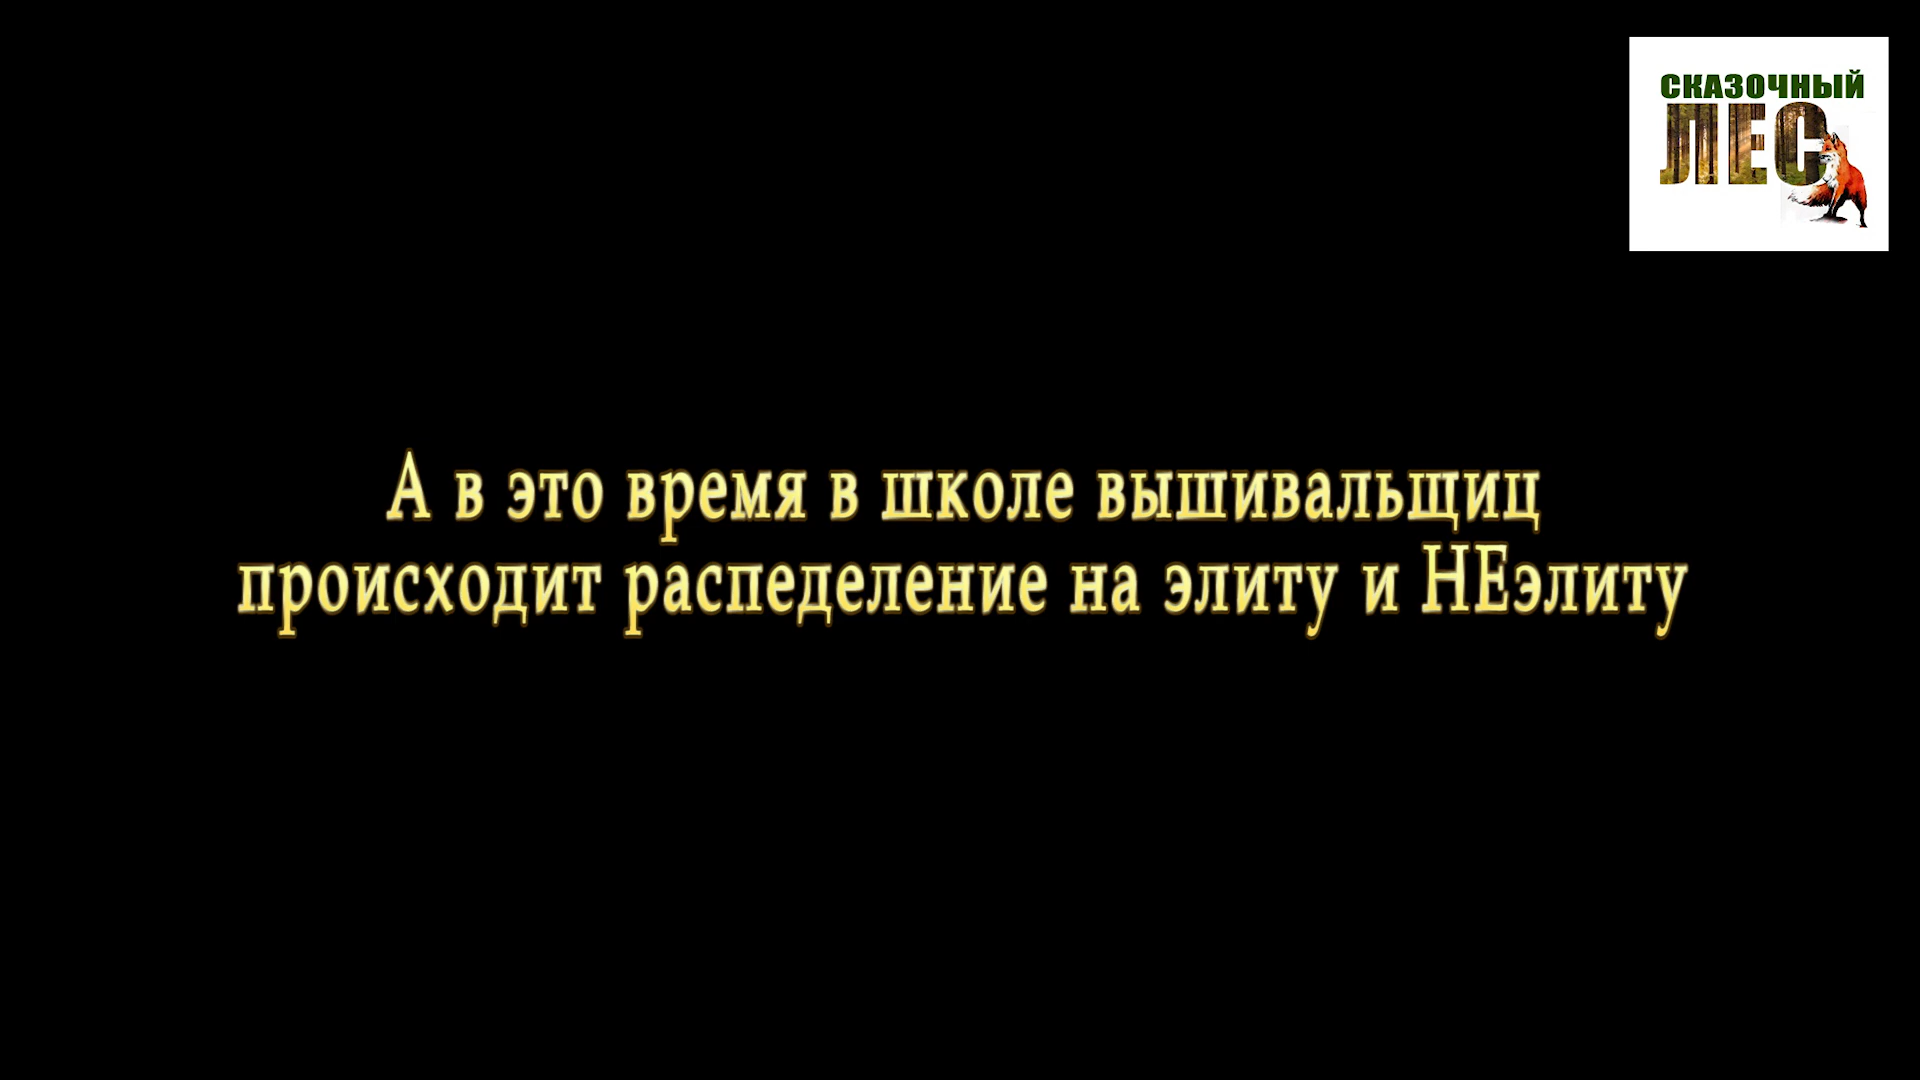 СКАЗОЧНЫЙ
ЛЕС
А в это время в школе вышивальщиц
происходит распеделение на элиту и НЕэлиту